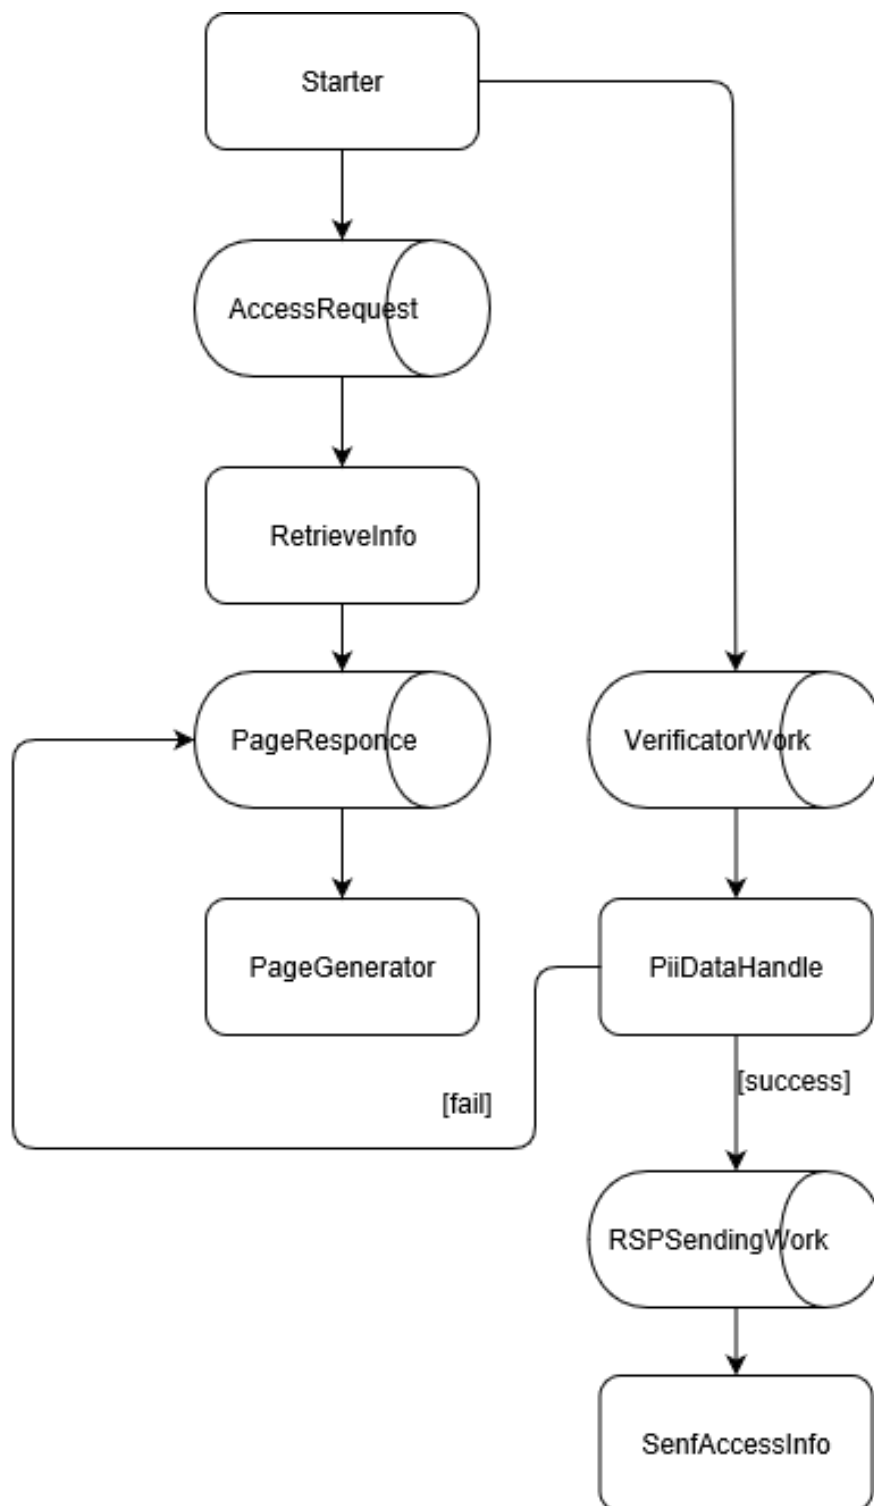 Starter
AccessRequest
RetrieveInfo
PageResponce
VerificatorWork
PageGenerator
PiiDataHandle
[success]
[fail]
RSPSendingWork
SenfAccessInfo